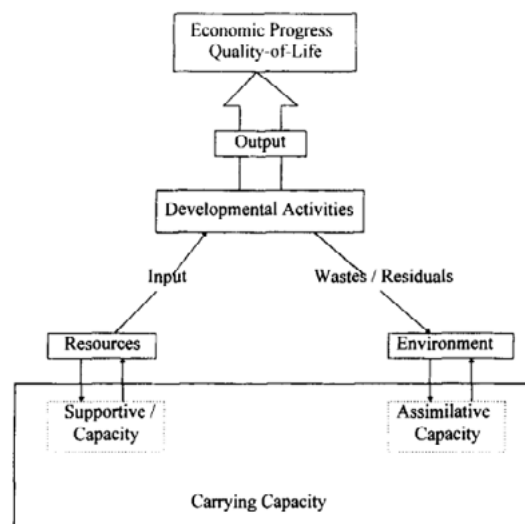 Economic Progress
Quality-of-Life
Output
Developmental Activities
Input
Wastes / Residuals
Resources
Environment
Supportive /
Capacity
Assimilative
Capacity
Carrying Capacity